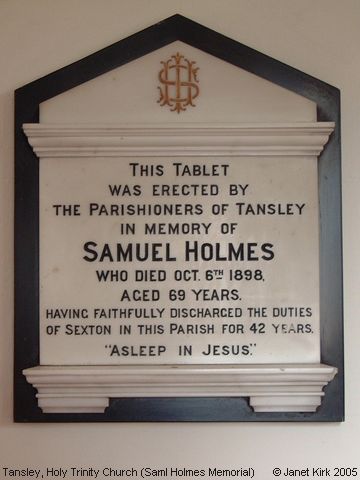 IHS
THIS TABLET
WAS ERECTED BY
THE PARISHIONERS OF TANSLEY
IN MEMORY OF
SAMUEL HOLMES
WHO DIED OCT. 6TH 1898,
AGED 69 YEARS.
HAVING FAITHFULLY DISCHARGED THE DUTIES
OF SEXTON IN THIS PARISH FOR 42 YEARS.
"ASLEEP IN JESUS."
Tansley, Holy Trinity Church (Saml Holmes Memorial) © Janet Kirk 2005